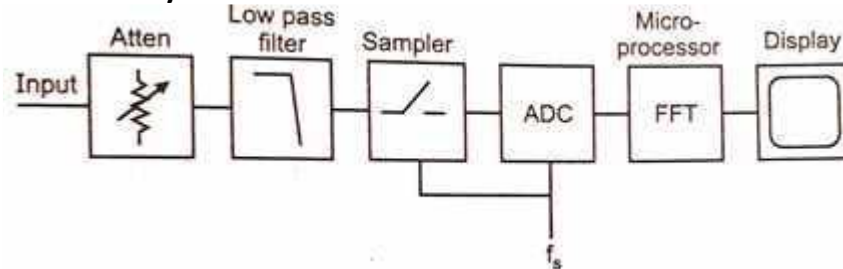 Atten
Low pass
filter
Sampler
Micro-
processor
Display
Input
ADC
FFT
fs